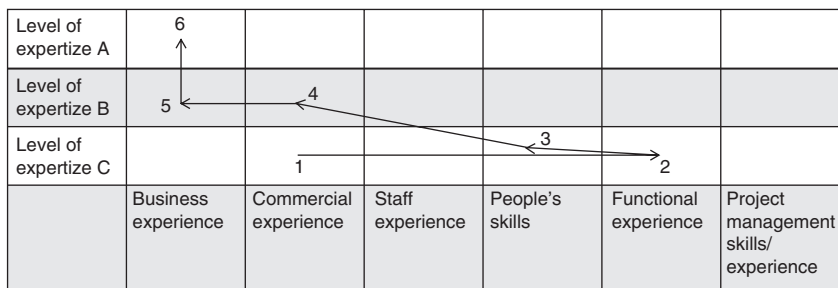 Level of
expertize A
6
Level of
expertize B
5
4
Level of
expertize C
1
3
2
Business
experience
Commercial
experience
Staff
experience
People's
skills
Functional
experience
Project
management
skills/
experience